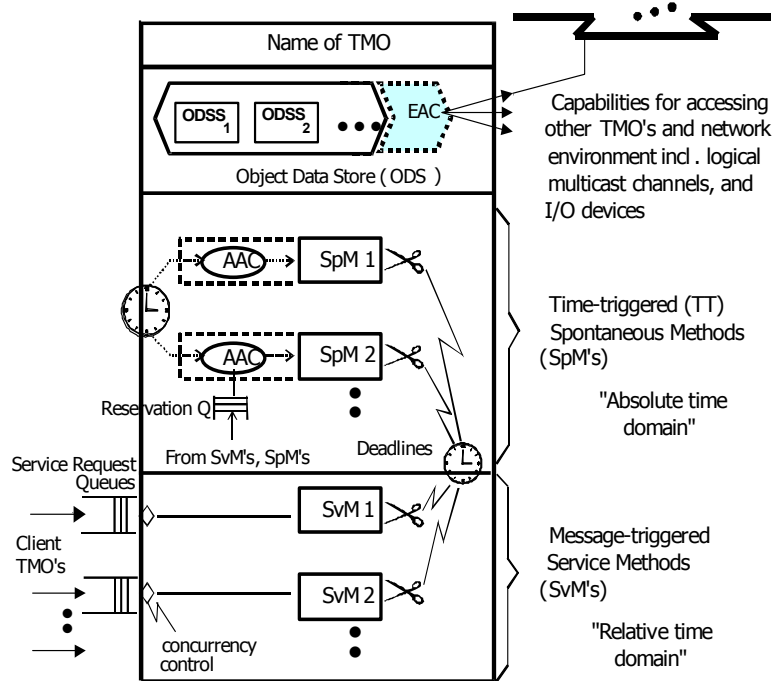 Name of TMO
ODSS
1
ODSS
2
EAC
Object Data Store ( ODS )
Capabilities for accessing
other TMO's and network
environment incl . logical
multicast channels, and
I/O devices
AAC
SpM 1
AAC
SpM 2
Reservation Q
From SvM's, SpM's
Deadlines
Time-triggered (TT)
Spontaneous Methods
(SpM's)
"Absolute time
domain"
Service Request
Queues
Client
TMO's
SvM 1
SvM 2
concurrency
control
Message-triggered
Service Methods
(SvM's)
"Relative time
domain"